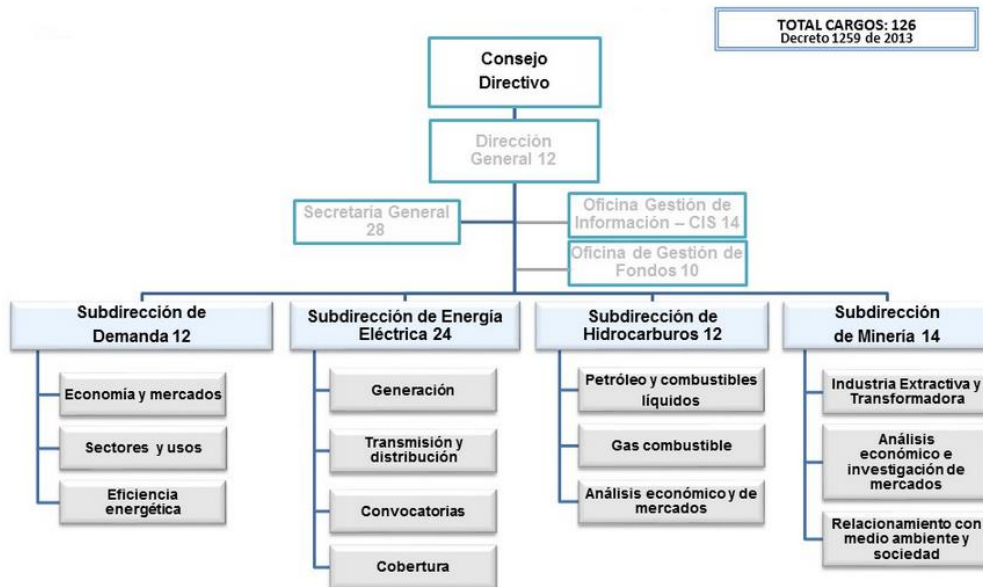 TOTAL CARGOS: 126
Decreto 1259 de 2013
Consejo
Directivo
Dirección
General 12
Secretaría General
28
Oficina Gestión de
Información – CIS 14
Oficina de Gestión de
Fondos 10
Subdirección de
Demanda 12
Economía y mercados
Sectores y usos
Eficiencia
energética
Subdirección de Energía
Eléctrica 24
Generación
Transmisión y
distribución
Convocatorias
Cobertura
Subdirección de
Hidrocarburos 12
Petróleo y combustibles
líquidos
Gas combustible
Análisis económico y de
mercados
Subdirección
de Minería 14
Industria Extractiva y
Transformadora
Análisis
económico e
investigación de
mercados
Relacionamiento con
medio ambiente y
sociedad